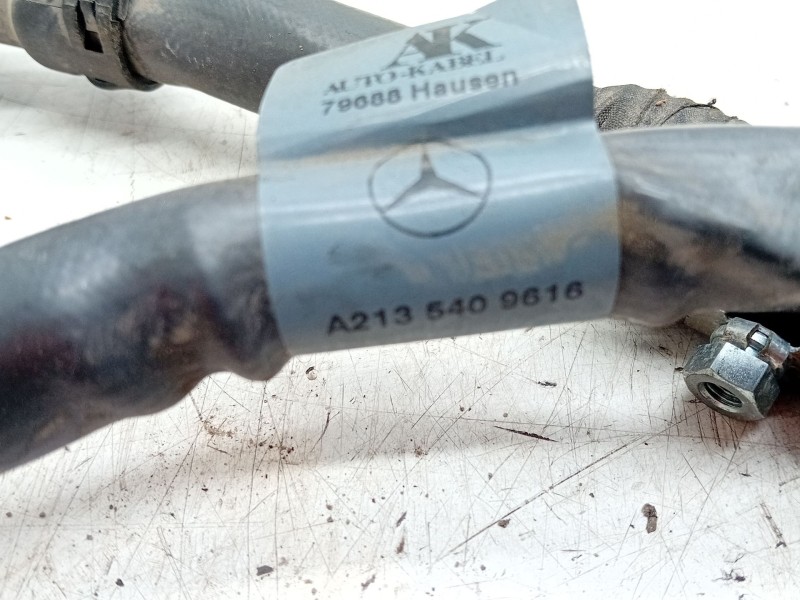 AK
AUTO-KABEL
79688 Hausen
A213 540 9616